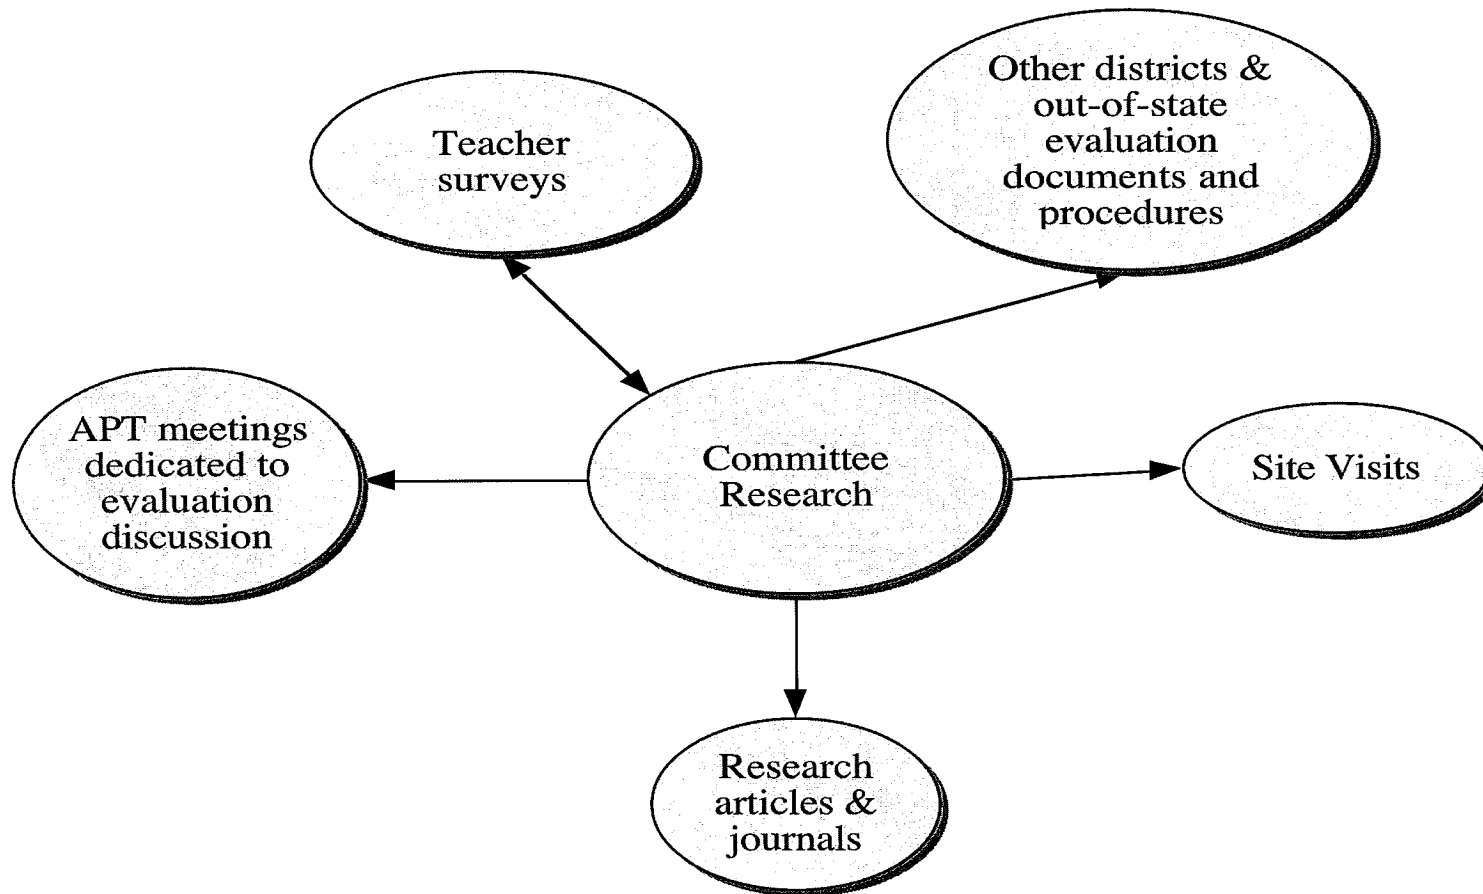 Teacher
surveys
Other districts &
out-of-state
evaluation
documents and
procedures
APT meetings
dedicated to
evaluation
discussion
Committee
Research
Site Visits
Research
articles &
journals